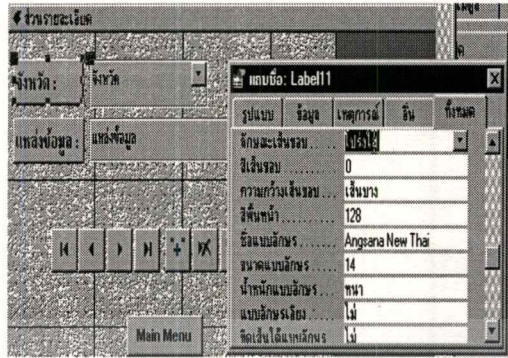 ส่วนรายละเอียด
จังหวัด :
จังหวัด
แหล่งข้อมูล :
แหล่งข้อมูล
Main Menu
แถบชื่อ: Label11
รูปแบบ
ข้อมูล
เหตุการณ์
อื่น
ทั้งหมด
ลักษณะเส้นขอบ..... โปร่งใส
สีเส้นขอบ........... 0
ความกว้างเส้นขอบ... เส้นบาง
สีพื้นหน้า........... 128
ชื่อแบบอักษร........ Angsana New Thai
ขนาดแบบอักษร...... 14
น้ำหนักแบบอักษร.... หนา
แบบอักษรเอียง...... ไม่
ขีดเส้นใต้แบบอักษร ไม่